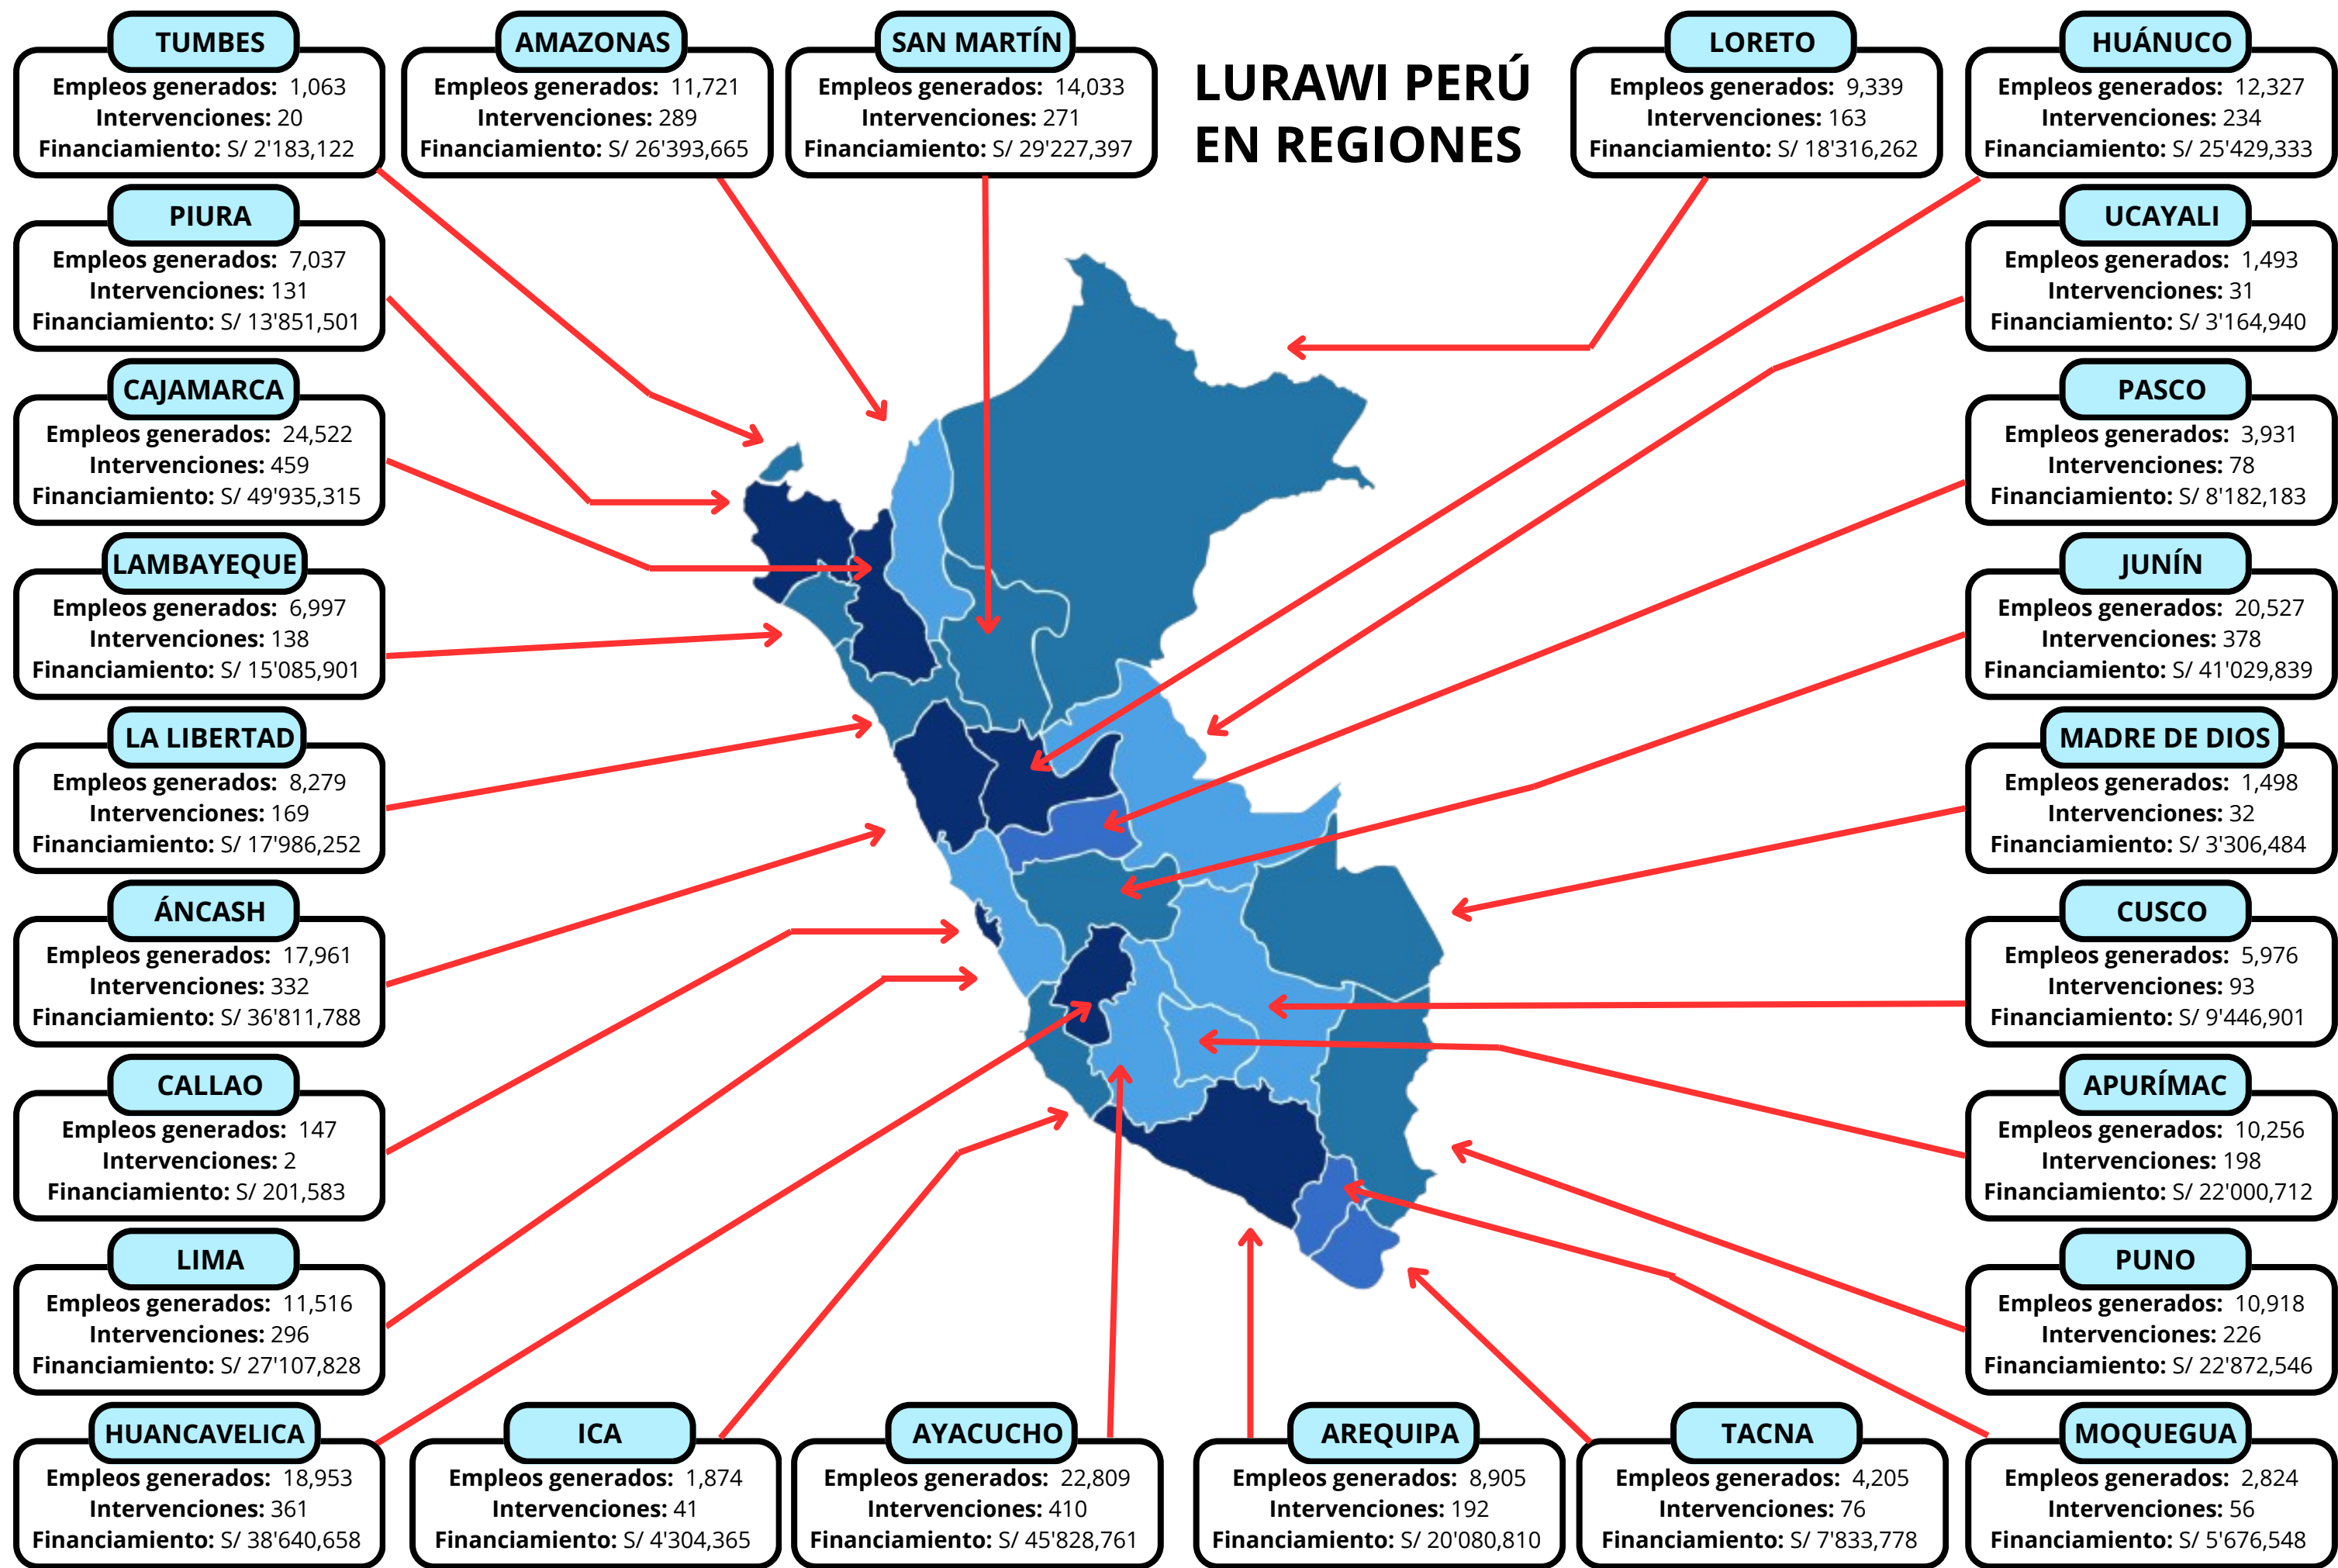 LURAWI PERÚ
EN REGIONES
TUMBES
Empleos generados: 1,063
Intervenciones: 20
Financiamiento: S/ 2'183,122
AMAZONAS
Empleos generados: 11,721
Intervenciones: 289
Financiamiento: S/ 26'393,665
SAN MARTÍN
Empleos generados: 14,033
Intervenciones: 271
Financiamiento: S/ 29'227,397
LORETO
Empleos generados: 9,339
Intervenciones: 163
Financiamiento: S/ 18'316,262
HUÁNUCO
Empleos generados: 12,327
Intervenciones: 234
Financiamiento: S/ 25'429,333
PIURA
Empleos generados: 7,037
Intervenciones: 131
Financiamiento: S/ 13'851,501
UCAYALI
Empleos generados: 1,493
Intervenciones: 31
Financiamiento: S/ 3'164,940
CAJAMARCA
Empleos generados: 24,522
Intervenciones: 459
Financiamiento: S/ 49'935,315
PASCO
Empleos generados: 3,931
Intervenciones: 78
Financiamiento: S/ 8'182,183
LAMBAYEQUE
Empleos generados: 6,997
Intervenciones: 138
Financiamiento: S/ 15'085,901
JUNÍN
Empleos generados: 20,527
Intervenciones: 378
Financiamiento: S/ 41'029,839
LA LIBERTAD
Empleos generados: 8,279
Intervenciones: 169
Financiamiento: S/ 17'986,252
MADRE DE DIOS
Empleos generados: 1,498
Intervenciones: 32
Financiamiento: S/ 3'306,484
ÁNCASH
Empleos generados: 17,961
Intervenciones: 332
Financiamiento: S/ 36'811,788
CUSCO
Empleos generados: 5,976
Intervenciones: 93
Financiamiento: S/ 9'446,901
CALLAO
Empleos generados: 147
Intervenciones: 2
Financiamiento: S/ 201,583
APURÍMAC
Empleos generados: 10,256
Intervenciones: 198
Financiamiento: S/ 22'000,712
LIMA
Empleos generados: 11,516
Intervenciones: 296
Financiamiento: S/ 27'107,828
PUNO
Empleos generados: 10,918
Intervenciones: 226
Financiamiento: S/ 22'872,546
HUANCAVELICA
Empleos generados: 18,953
Intervenciones: 361
Financiamiento: S/ 38'640,658
ICA
Empleos generados: 1,874
Intervenciones: 41
Financiamiento: S/ 4'304,365
AYACUCHO
Empleos generados: 22,809
Intervenciones: 410
Financiamiento: S/ 45'828,761
AREQUIPA
Empleos generados: 8,905
Intervenciones: 192
Financiamiento: S/ 20'080,810
TACNA
Empleos generados: 4,205
Intervenciones: 76
Financiamiento: S/ 7'833,778
MOQUEGUA
Empleos generados: 2,824
Intervenciones: 56
Financiamiento: S/ 5'676,548